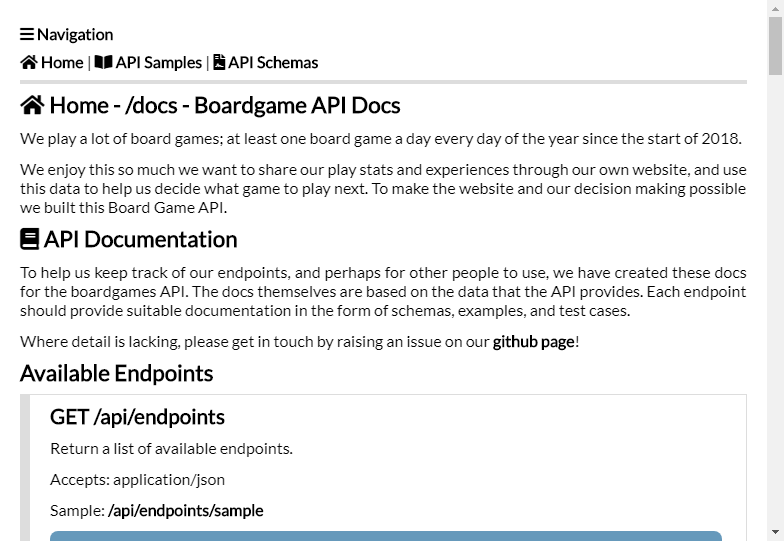 Navigation
Home | API Samples | API Schemas
Home - /docs - Boardgame API Docs
We play a lot of board games; at least one board game a day every day of the year since the start of 2018.
We enjoy this so much we want to share our play stats and experiences through our own website, and use
this data to help us decide what game to play next. To make the website and our decision making possible
we built this Board Game API.
API Documentation
To help us keep track of our endpoints, and perhaps for other people to use, we have created these docs
for the boardgames API. The docs themselves are based on the data that the API provides. Each endpoint
should provide suitable documentation in the form of schemas, examples, and test cases.
Where detail is lacking, please get in touch by raising an issue on our github page!
Available Endpoints
GET /api/endpoints
Return a list of available endpoints.
Accepts: application/json
Sample: /api/endpoints/sample